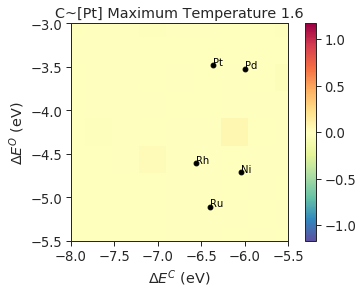 C~[Pt] Maximum Temperature 1.6
−3.0
−3.5
−4.0
−4.5
−5.0
−5.5
ΔE^O (eV)
Pt
Pd
Rh
Ni
Ru
−8.0 −7.5 −7.0 −6.5 −6.0 −5.5
ΔE^C (eV)
1.0
0.5
0.0
−0.5
−1.0